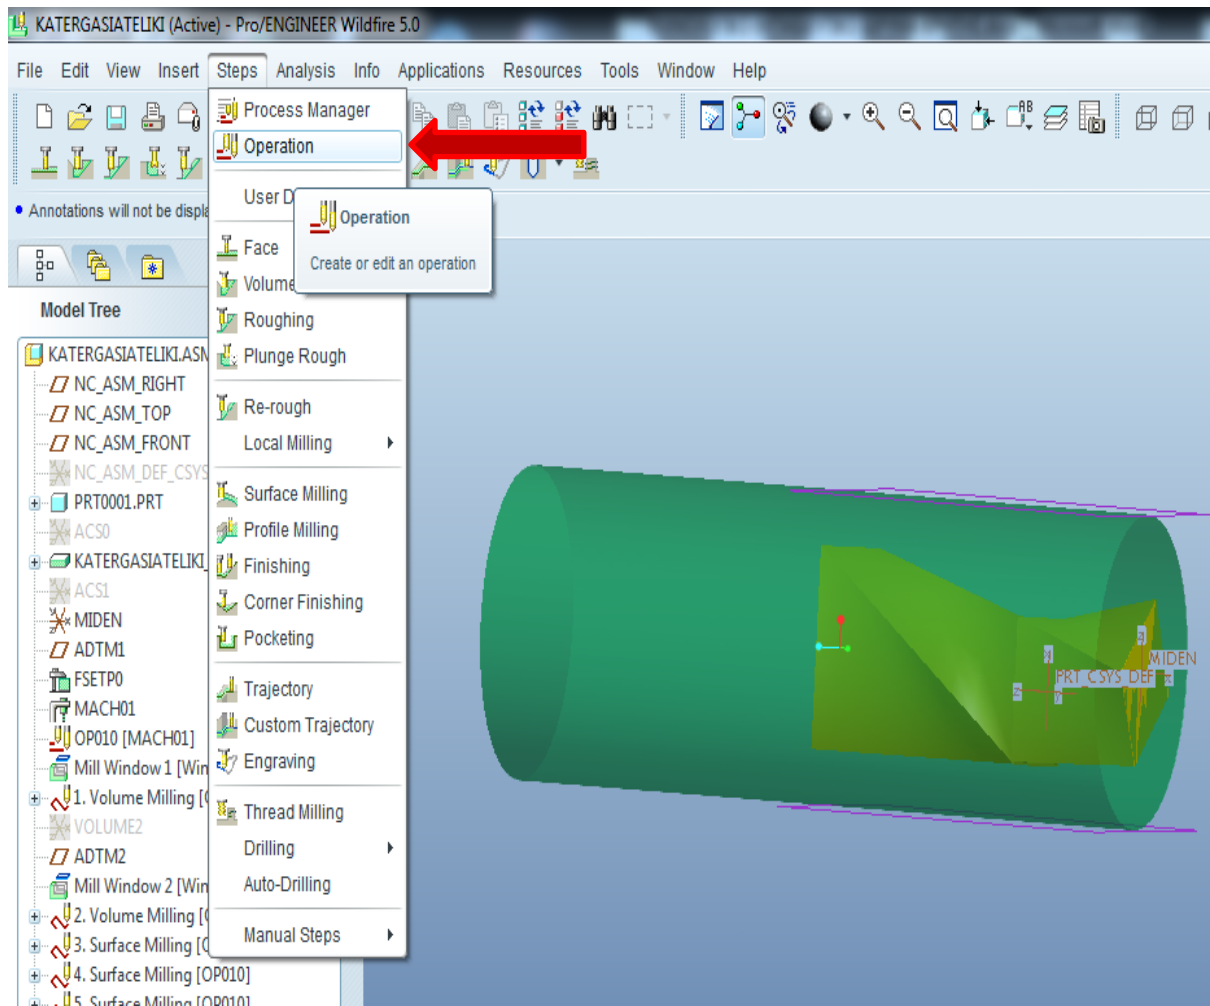 KATERGASIATELIKI (Active) - Pro/ENGINEER Wildfire 5.0
File Edit View Insert Steps Analysis Info Applications Resources Tools Window Help
Process Manager
Operation
Annotations will not be displa
User D
Operation
Create or edit an operation
Face
Volume
Roughing
Plunge Rough
Re-rough
Local Milling
Surface Milling
Profile Milling
Finishing
Corner Finishing
Pocketing
Trajectory
Custom Trajectory
Engraving
Thread Milling
Drilling
Auto-Drilling
Manual Steps
Model Tree
KATERGASIATELIKI.ASM
NC_ASM_RIGHT
NC_ASM_TOP
NC_ASM_FRONT
NC_ASM_DEF_CSYS
PRT0001.PRT
ACS0
KATERGASIATELIKI_
ACS1
MIDEN
ADTM1
FSETP0
MACH01
OP010 [MACH01]
Mill Window 1 [Win
1. Volume Milling [O
VOLUME2
ADTM2
Mill Window 2 [Win
2. Volume Milling [O
3. Surface Milling [O
4. Surface Milling [OP010]
5. Surface Milling [OP010]
MIDEN
PRT_CSYS_DEF